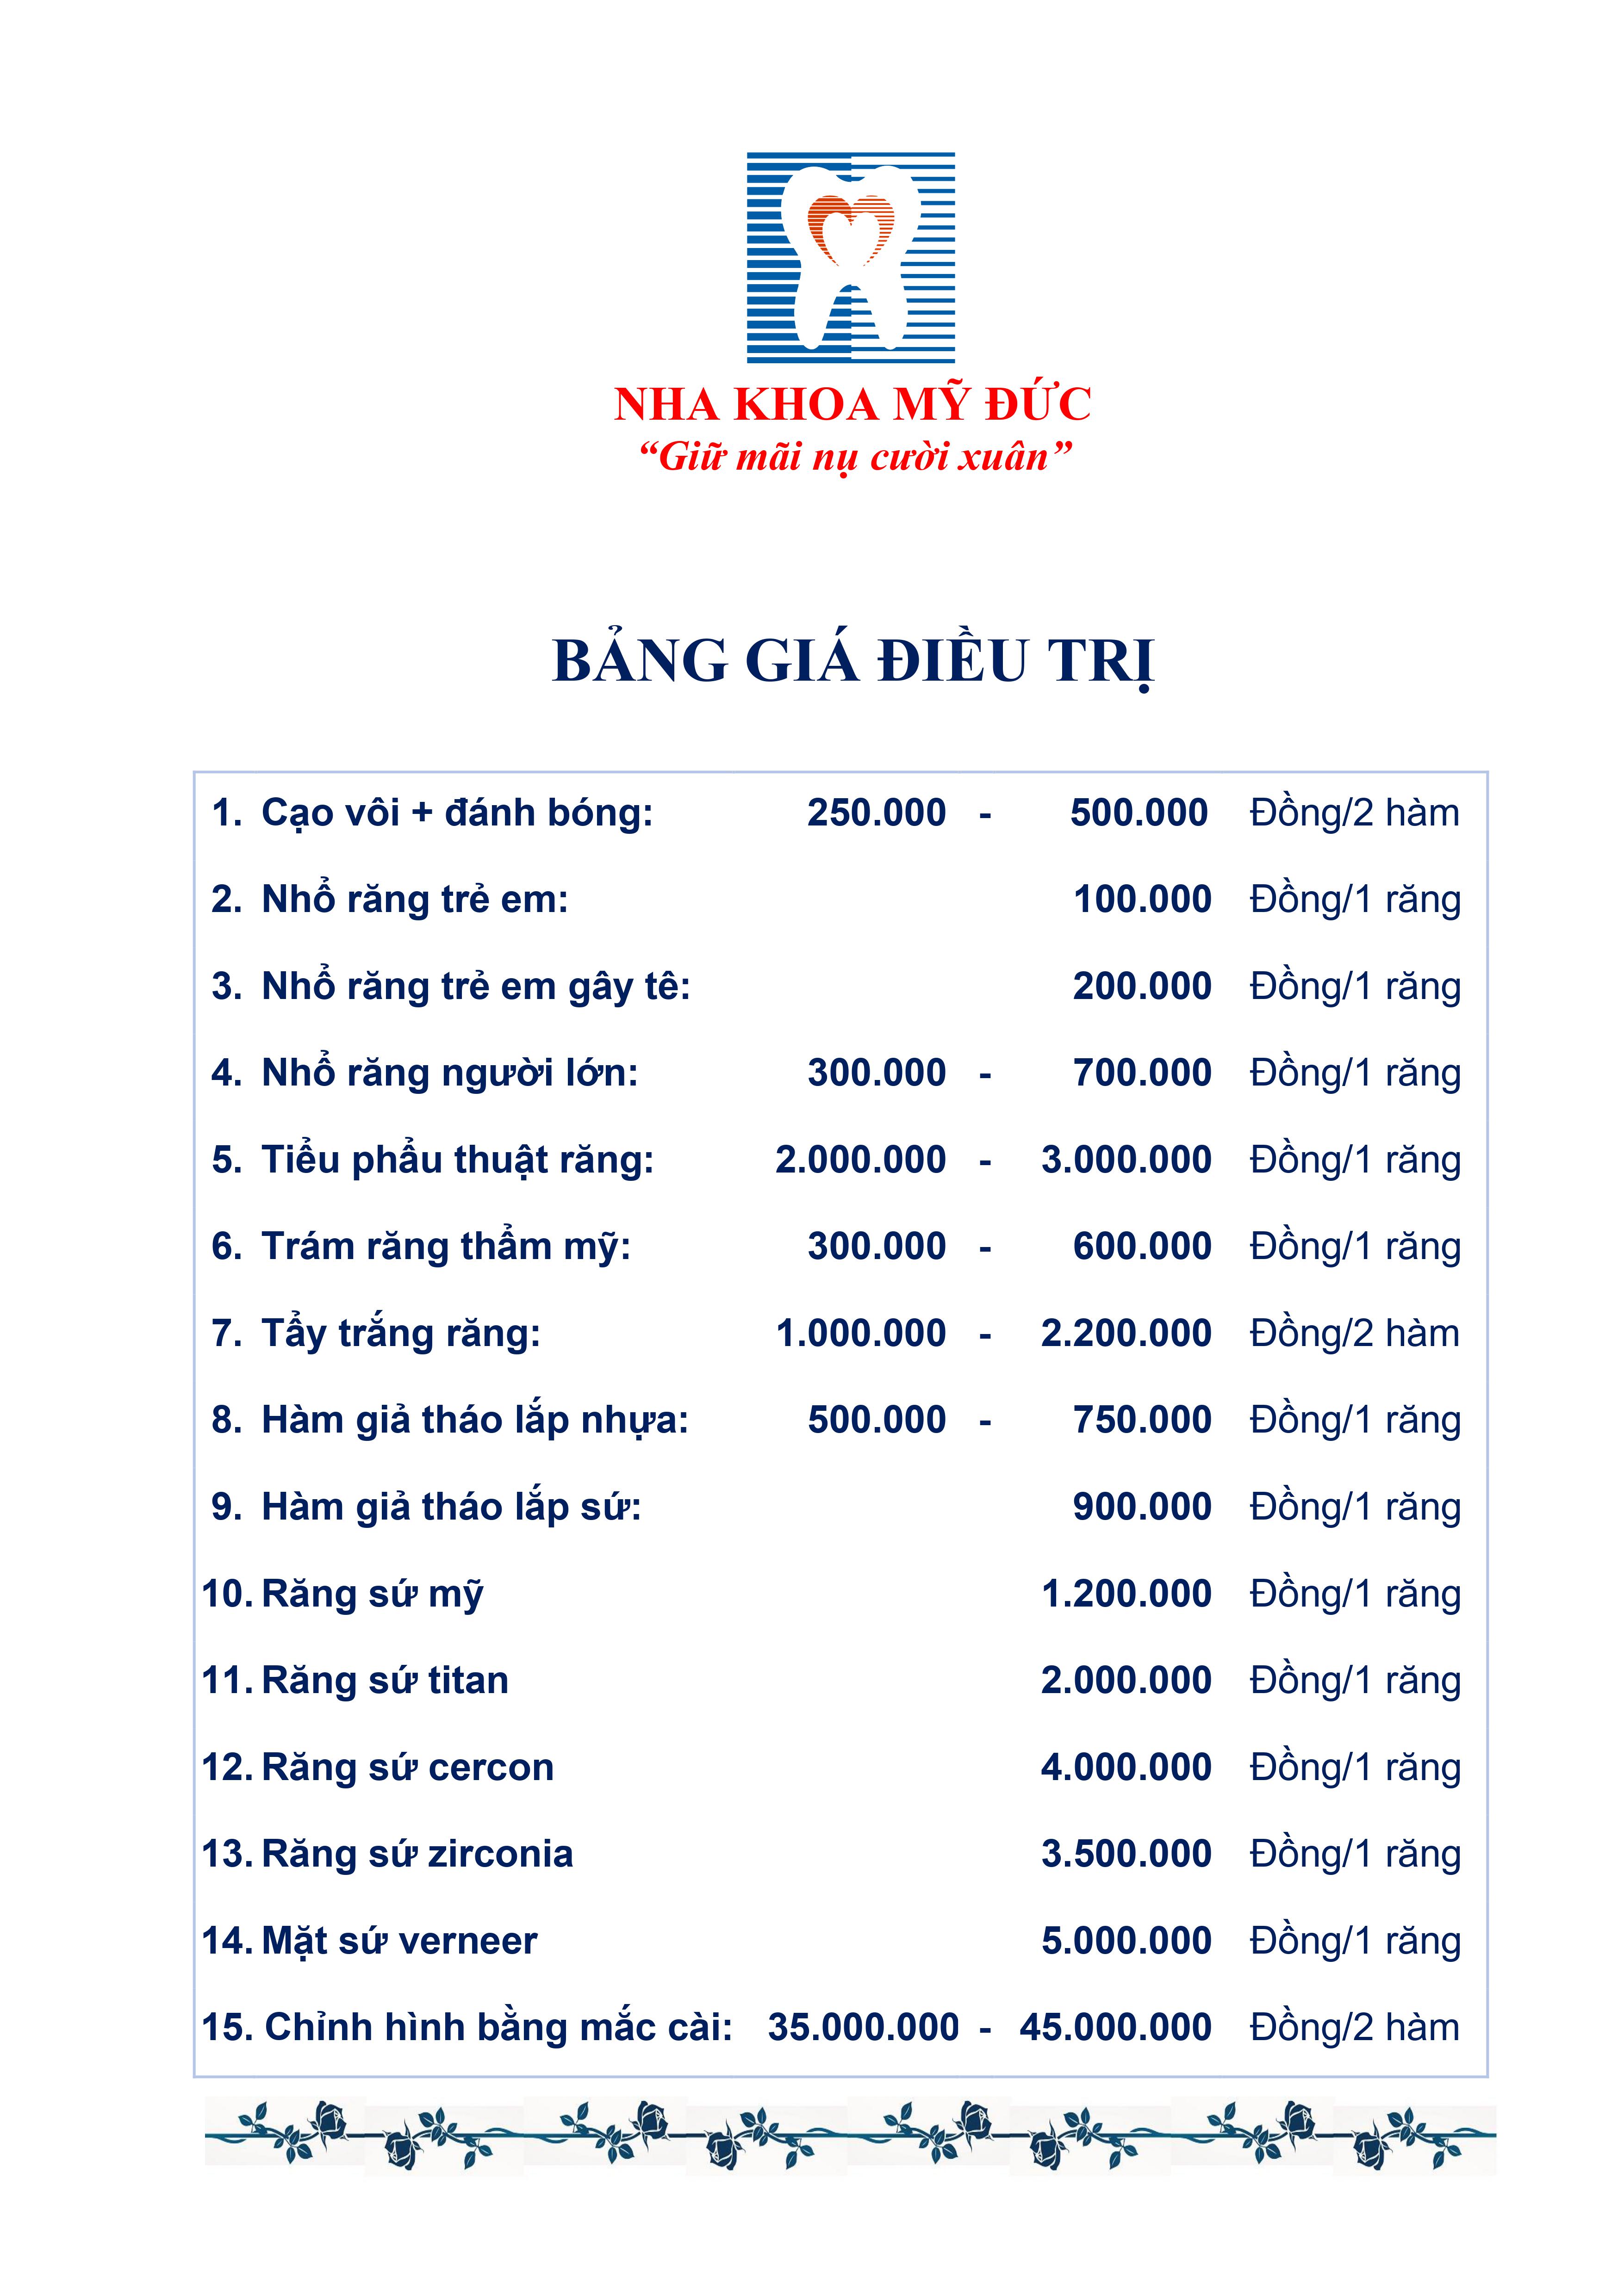 NHA KHOA MỸ ĐỨC
“Giữ mãi nụ cười xuân”
BẢNG GIÁ ĐIỀU TRỊ
1. Cạo vôi + đánh bóng: 250.000 - 500.000 Đồng/2 hàm
2. Nhổ răng trẻ em: 100.000 Đồng/1 răng
3. Nhổ răng trẻ em gây tê: 200.000 Đồng/1 răng
4. Nhổ răng người lớn: 300.000 - 700.000 Đồng/1 răng
5. Tiểu phẩu thuật răng: 2.000.000 - 3.000.000 Đồng/1 răng
6. Trám răng thẩm mỹ: 300.000 - 600.000 Đồng/1 răng
7. Tẩy trắng răng: 1.000.000 - 2.200.000 Đồng/2 hàm
8. Hàm giả tháo lắp nhựa: 500.000 - 750.000 Đồng/1 răng
9. Hàm giả tháo lắp sứ: 900.000 Đồng/1 răng
10. Răng sứ mỹ 1.200.000 Đồng/1 răng
11. Răng sứ titan 2.000.000 Đồng/1 răng
12. Răng sứ cercon 4.000.000 Đồng/1 răng
13. Răng sứ zirconia 3.500.000 Đồng/1 răng
14. Mặt sứ verneer 5.000.000 Đồng/1 răng
15. Chỉnh hình bằng mắc cài: 35.000.000 - 45.000.000 Đồng/2 hàm